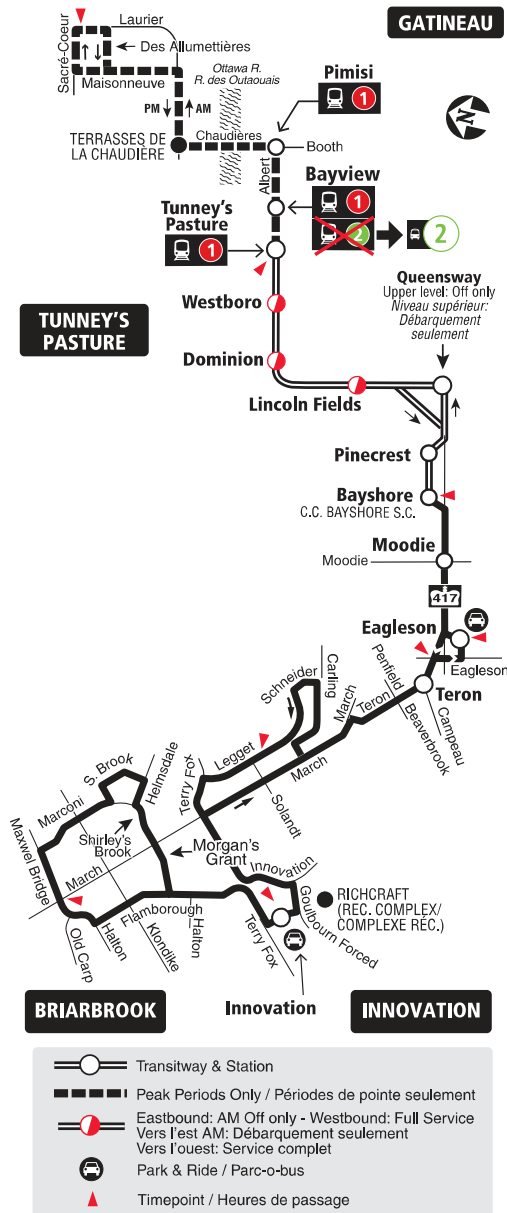 GATINEAU
Laurier
Des Allumettières
Sacré-Coeur
Maisonneuve
PM
AM
Ottawa R.
R. des Outaouais
Pimisi
1
N
TERRASSES DE
LA CHAUDIÈRE
Chaudières
Booth
Albert
Bayview
1
2
2
Tunney's
Pasture
1
Queensway
Upper level: Off only
Niveau supérieur:
Débarquement
seulement
Westboro
TUNNEY'S
PASTURE
Dominion
Lincoln Fields
Pinecrest
Bayshore
C.C. BAYSHORE S.C.
Moodie
Moodie
417
Eagleson
Eagleson
Teron
Schneider
Carling
March
Teron
Penfield
Beaverbrook
Campeau
Legget
March
Solandt
Terry Fox
S. Brook
Helmsdale
Marconi
Maxwel Bridge
Shirley's
Brook
Morgan's
Grant
March
Innovation
Goulbourn Forced
RICHCRAFT
(REC. COMPLEX/
COMPLEXE RÉC.)
Flamborough
Halton
Terry Fox
Old Carp
Halton
Klondike
BRIARBROOK
Innovation
INNOVATION
Transitway & Station
Peak Periods Only / Périodes de pointe seulement
Eastbound: AM Off only - Westbound: Full Service
Vers l'est AM: Débarquement seulement
Vers l'ouest: Service complet
Park & Ride / Parc-o-bus
Timepoint / Heures de passage